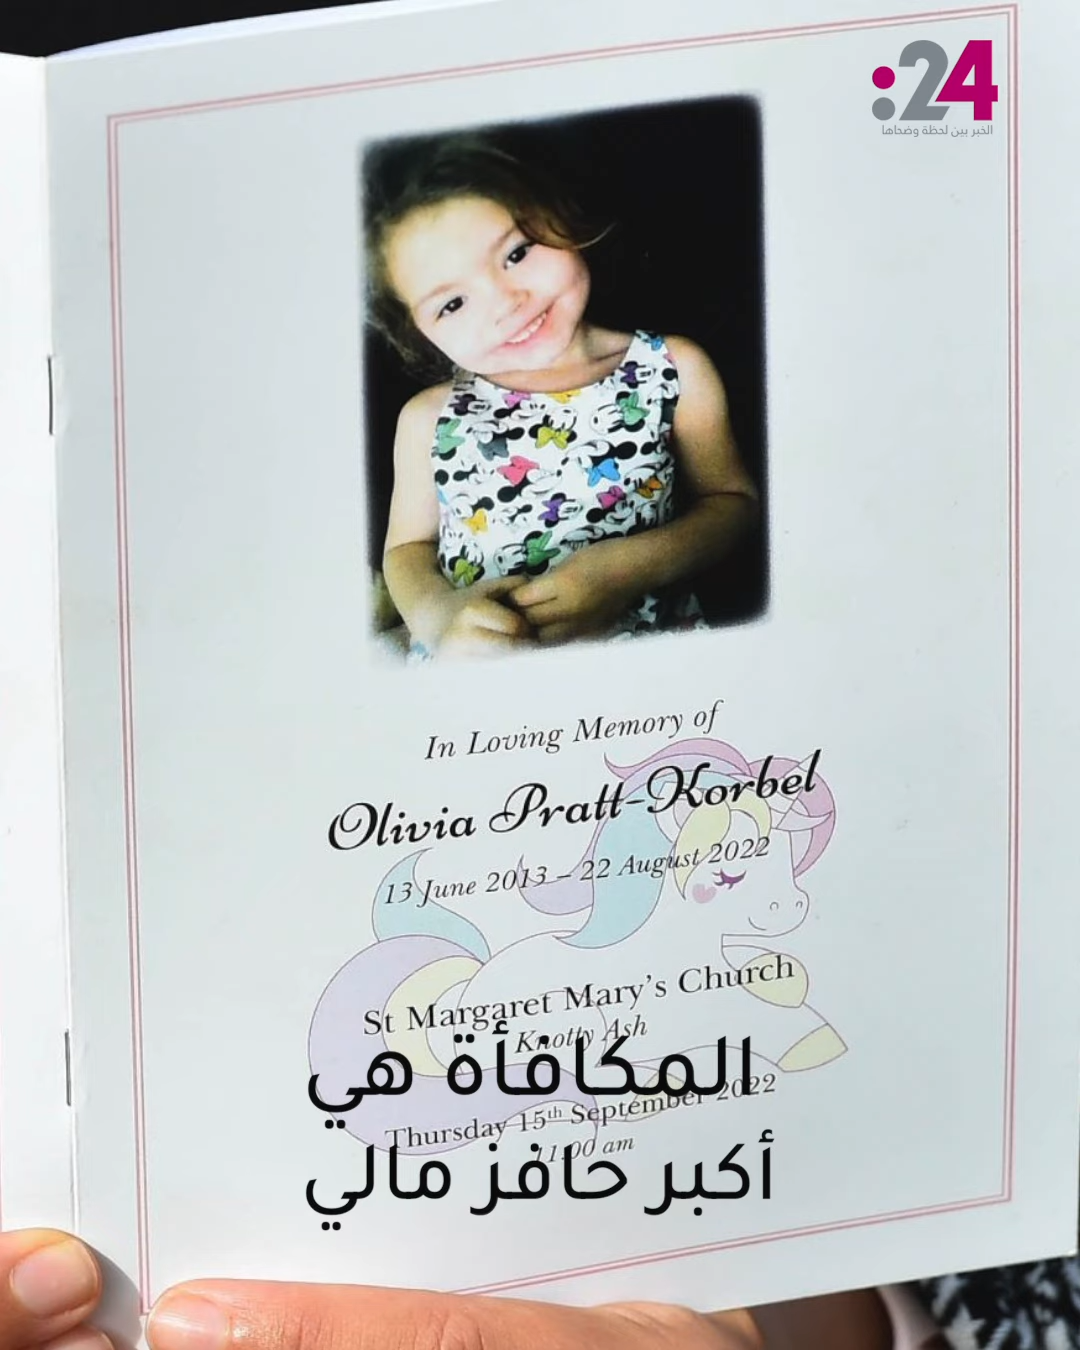 :24
الخبر بين لحظة وضحاها
In Loving Memory of
Olivia Pratt-Korbel
13 June 2013 – 22 August 2022
St Margaret Mary's Church
Knotty Ash
المكافأة هي
Thursday 15th September 2022
11.00 am
أكبر حافز مالي